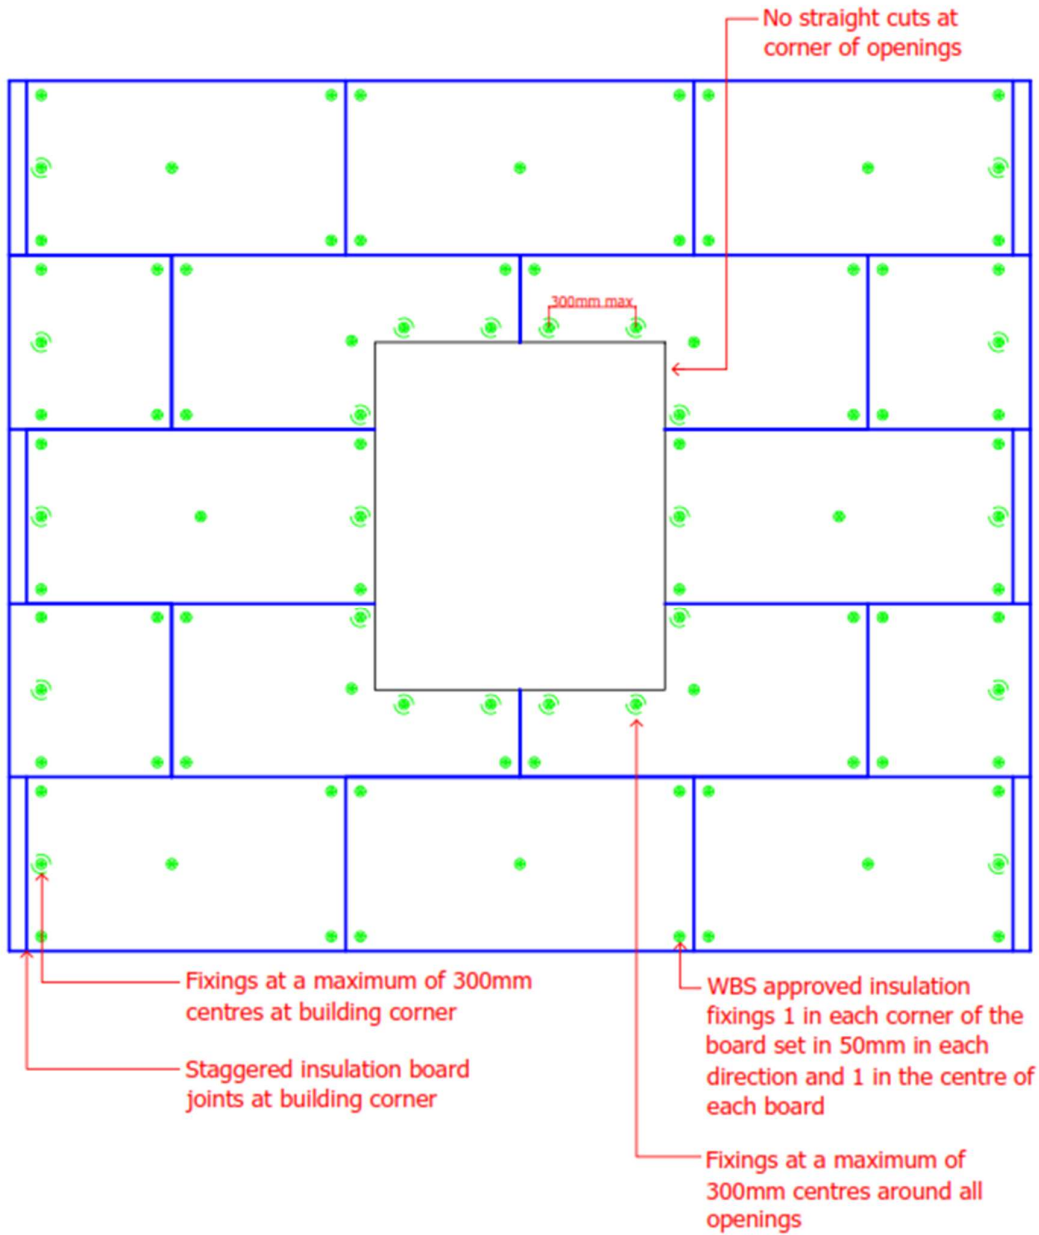 No straight cuts at
corner of openings
300mm max
Fixings at a maximum of 300mm
centres at building corner
Staggered insulation board
joints at building corner
WBS approved insulation
fixings 1 in each corner of the
board set in 50mm in each
direction and 1 in the centre of
each board
Fixings at a maximum of
300mm centres around all
openings